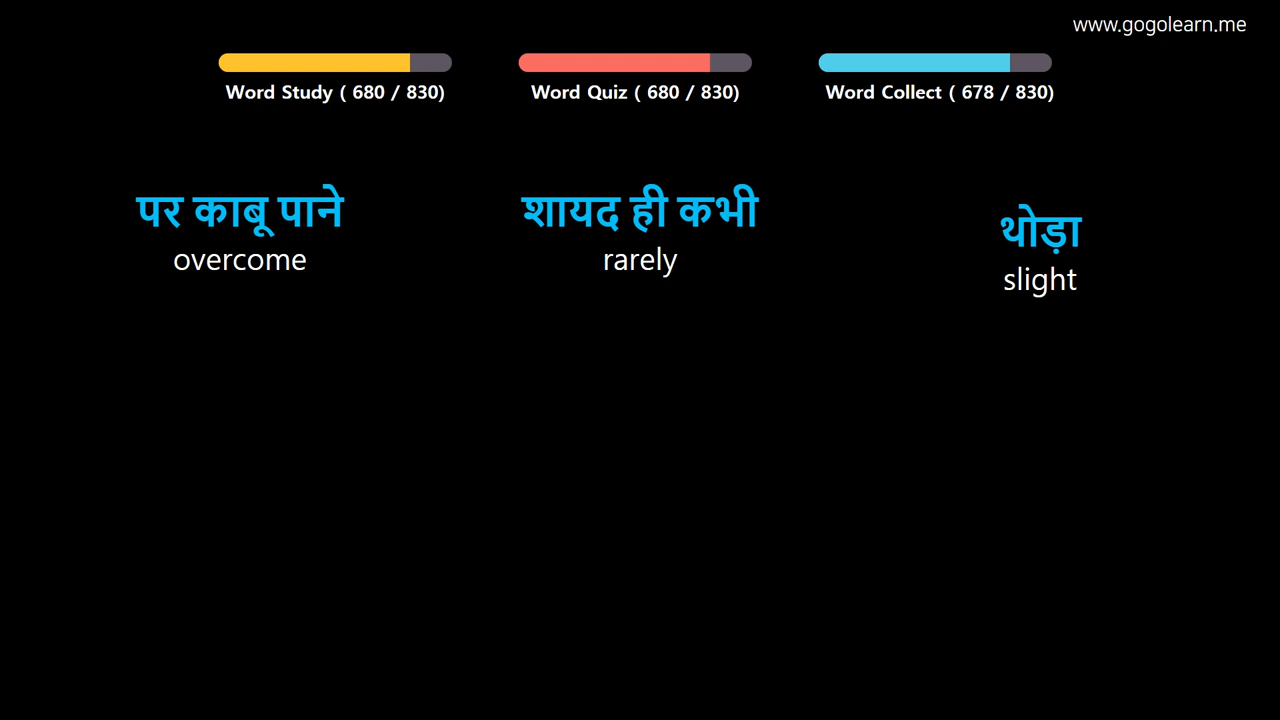 www.gogolearn.me
Word Study ( 680 / 830)
Word Quiz ( 680 / 830)
Word Collect ( 678 / 830)
पर काबू पाने
overcome
शायद ही कभी
rarely
थोड़ा
slight